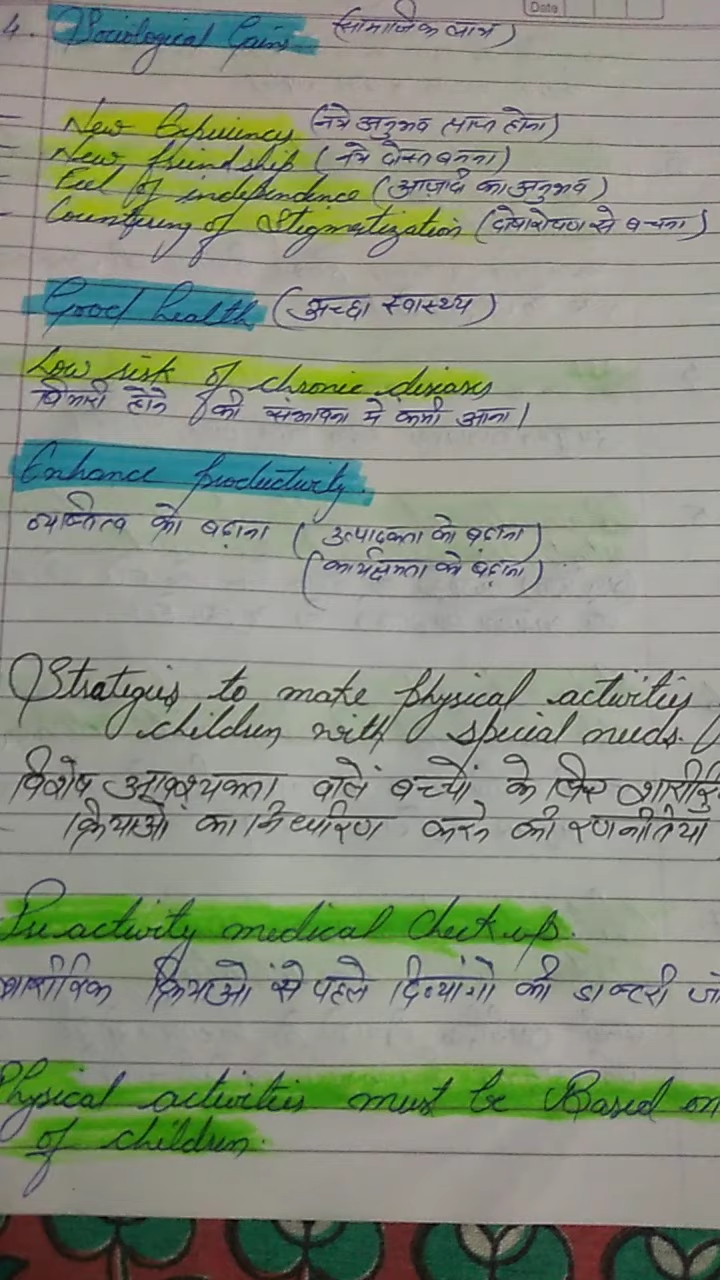 Date
4. Sociological Gains (सामाजिक लाभ)
- New Experiency (नये अनुभव प्राप्त होना)
- New friendship (नये दोस्त बनना)
- Feel of independence (आज़ादी का अनुभव)
- Countering of Stigmatization (दोषारोपण से बचना)
Good health (अच्छा स्वास्थ्य)
Low risk of chronic diseases
बिमारी होने की संभावना मे कमी आना।
Enhance productivity.
व्यक्तित्व को बढ़ाना (उत्पादकता को बढ़ाना)
(कार्यक्षमता को बढ़ाना)
Strategies to make physical activities
children with special needs.
विशेष आवश्यकता वाले बच्चों के लिए शारीरि
क्रियाओं का निर्धारण करने की रणनीतियाँ
Pre activity medical check up.
शारीरिक क्रियाओं से पहले दिव्यांगो की डाक्टरी जाँ
Physical activities must be Based on
of children.